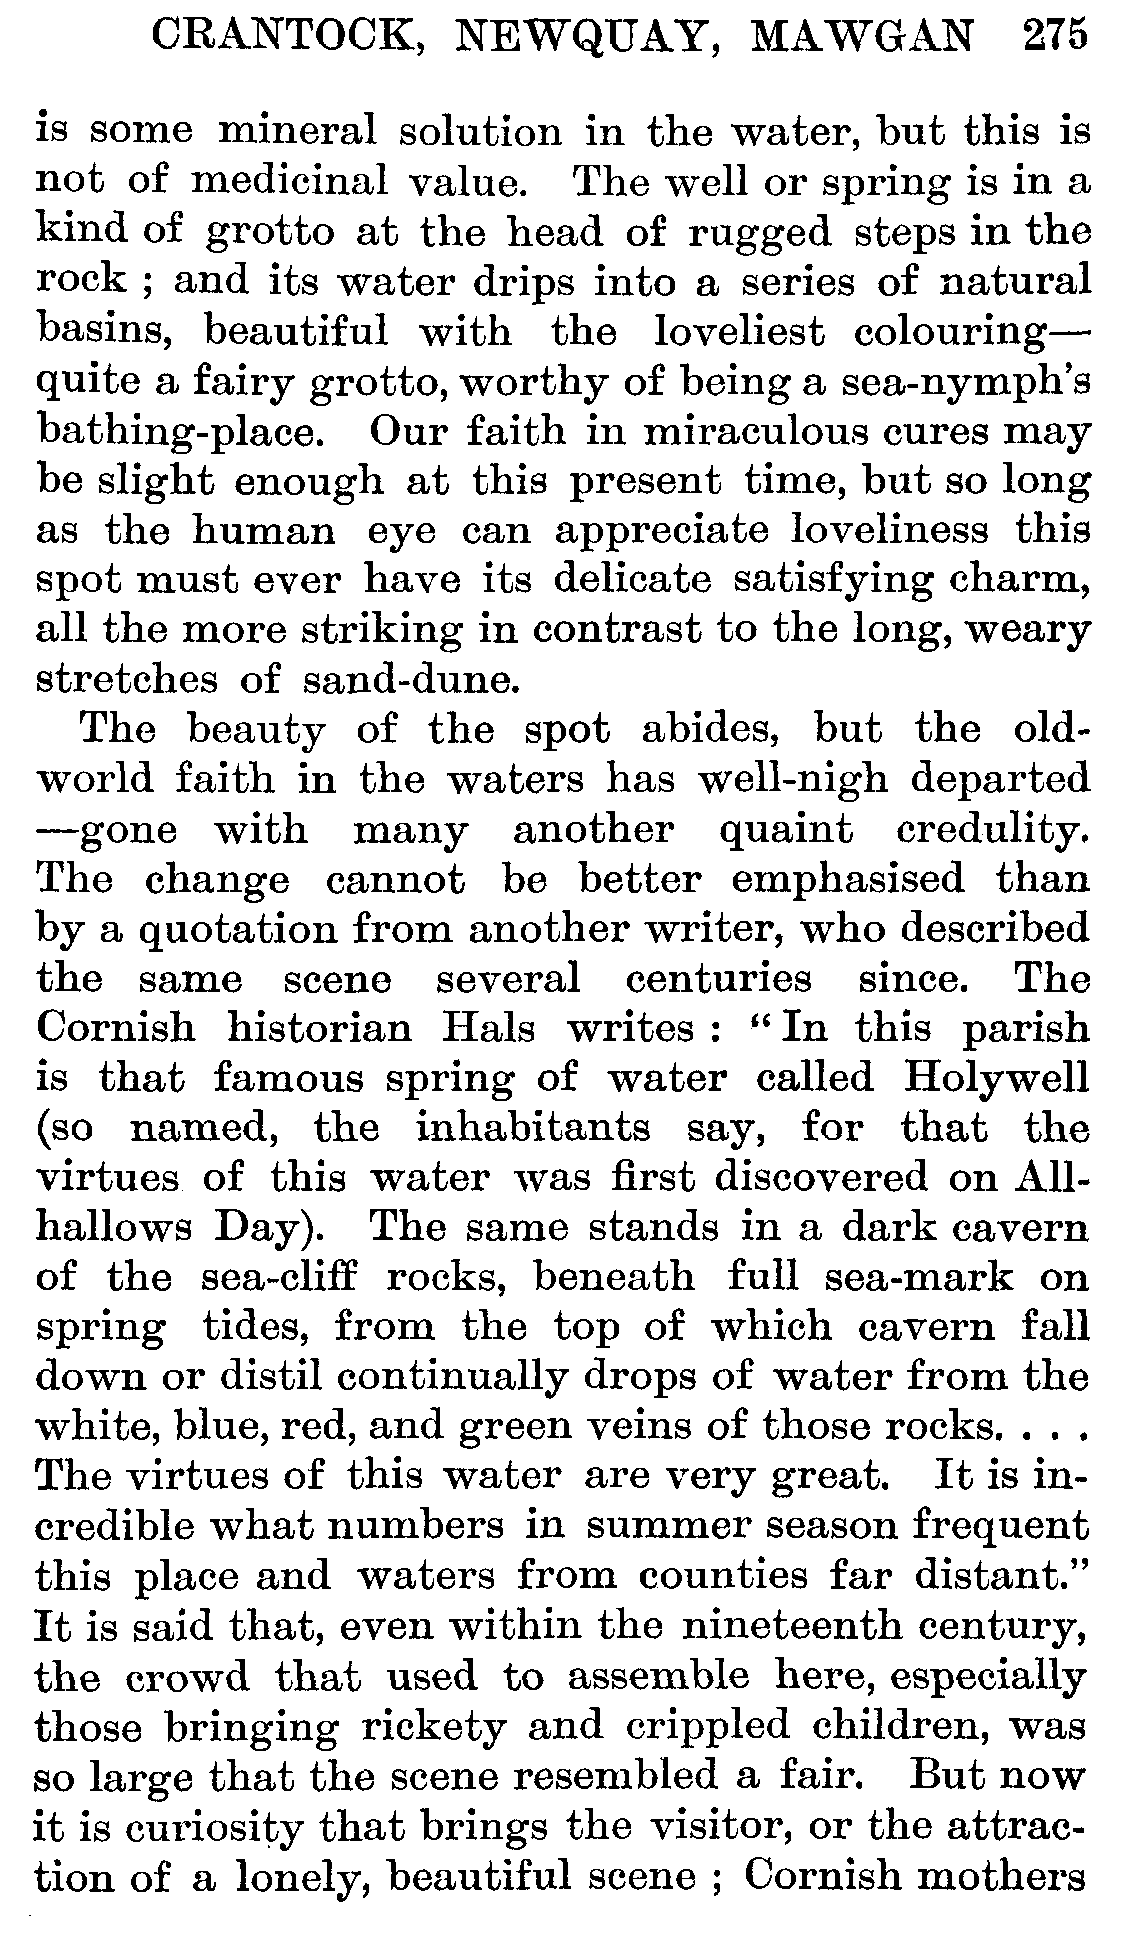 CRANTOCK, NEWQUAY, MAWGAN 275
is some mineral solution in the water, but this is
not of medicinal value. The well or spring is in a
kind of grotto at the head of rugged steps in the
rock ; and its water drips into a series of natural
basins, beautiful with the loveliest colouring—
quite a fairy grotto, worthy of being a sea-nymph's
bathing-place. Our faith in miraculous cures may
be slight enough at this present time, but so long
as the human eye can appreciate loveliness this
spot must ever have its delicate satisfying charm,
all the more striking in contrast to the long, weary
stretches of sand-dune.
The beauty of the spot abides, but the old-
world faith in the waters has well-nigh departed
—gone with many another quaint credulity.
The change cannot be better emphasised than
by a quotation from another writer, who described
the same scene several centuries since. The
Cornish historian Hals writes : “ In this parish
is that famous spring of water called Holywell
(so named, the inhabitants say, for that the
virtues of this water was first discovered on All-
hallows Day). The same stands in a dark cavern
of the sea-cliff rocks, beneath full sea-mark on
spring tides, from the top of which cavern fall
down or distil continually drops of water from the
white, blue, red, and green veins of those rocks. . . .
The virtues of this water are very great. It is in-
credible what numbers in summer season frequent
this place and waters from counties far distant.”
It is said that, even within the nineteenth century,
the crowd that used to assemble here, especially
those bringing rickety and crippled children, was
so large that the scene resembled a fair. But now
it is curiosity that brings the visitor, or the attrac-
tion of a lonely, beautiful scene ; Cornish mothers